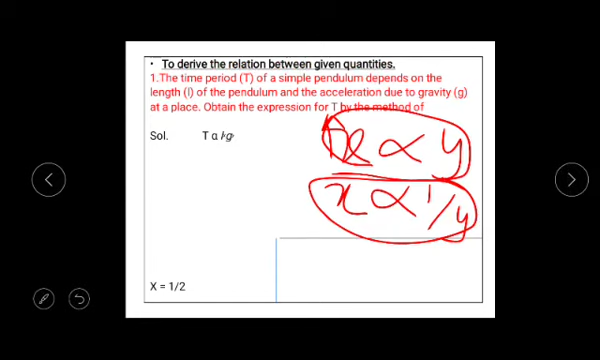 • To derive the relation between given quantities.
1.The time period (T) of a simple pendulum depends on the
length (l) of the pendulum and the acceleration due to gravity (g)
at a place. Obtain the expression for T by the method of
Sol. T α
x ∝ y
x ∝ 1/y
X = 1/2